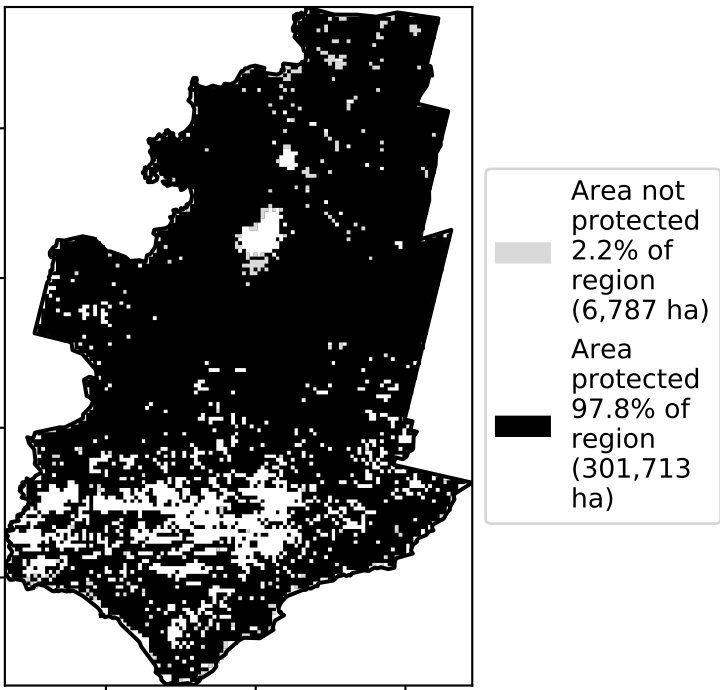 Area not
protected
2.2% of
region
(6,787 ha)
Area
protected
97.8% of
region
(301,713
ha)